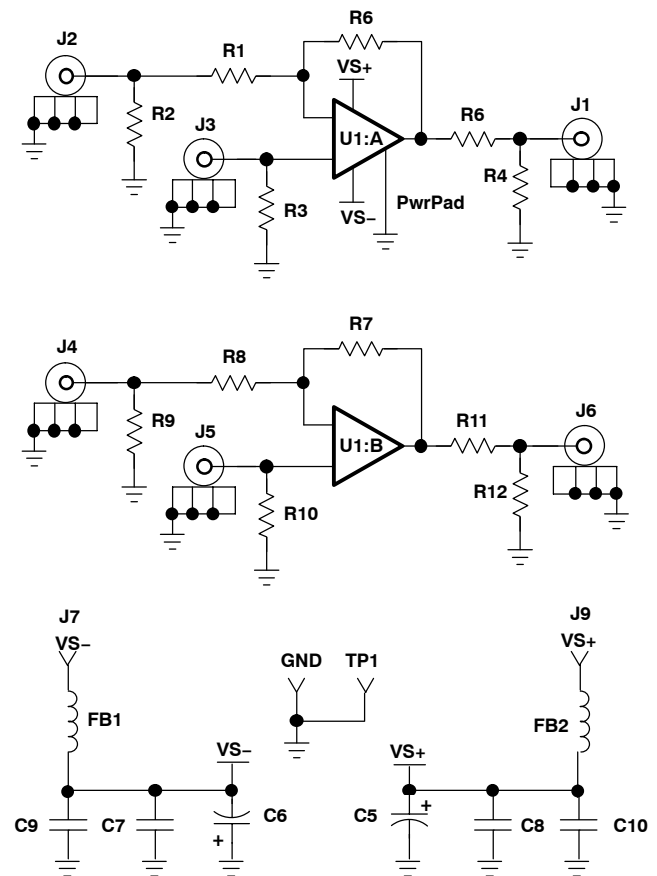 R6
J2
R1
VS+
R2
J3
U1:A
R6
J1
R4
R3
VS−
PwrPad
R7
J4
R8
R9
J5
U1:B
R11
J6
R12
R10
J7
VS−
J9
VS+
GND
TP1
FB1
FB2
VS−
VS+
C9
C7
C6
+
C5
+
C8
C10